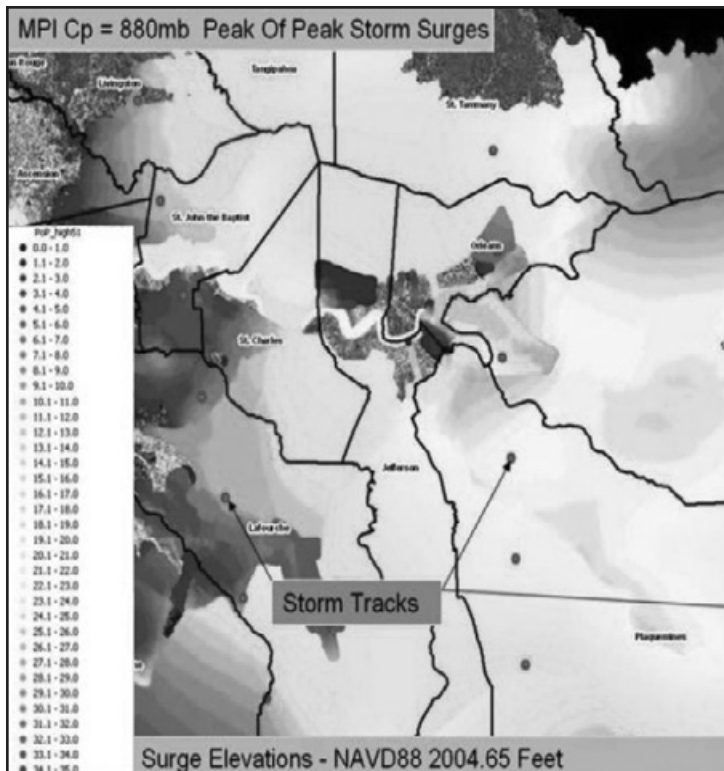 MPI Cp = 880mb Peak Of Peak Storm Surges
Tangipahoa
Livingston
St. Tammany
Ascension
St. John the Baptist
Orleans
St. Charles
Jefferson
Lafourche
Storm Tracks
Plaquemines
0.0 - 1.0
1.1 - 2.0
2.1 - 3.0
3.1 - 4.0
4.1 - 5.0
5.1 - 6.0
6.1 - 7.0
7.1 - 8.0
8.1 - 9.0
9.1 - 10.0
10.1 - 11.0
11.1 - 12.0
12.1 - 13.0
13.1 - 14.0
14.1 - 15.0
15.1 - 16.0
16.1 - 17.0
17.1 - 18.0
18.1 - 19.0
19.1 - 20.0
20.1 - 21.0
21.1 - 22.0
22.1 - 23.0
23.1 - 24.0
24.1 - 25.0
25.1 - 26.0
26.1 - 27.0
27.1 - 28.0
28.1 - 29.0
29.1 - 30.0
30.1 - 31.0
31.1 - 32.0
32.1 - 33.0
33.1 - 34.0
34.1 - 35.0
Surge Elevations - NAVD88 2004.65 Feet